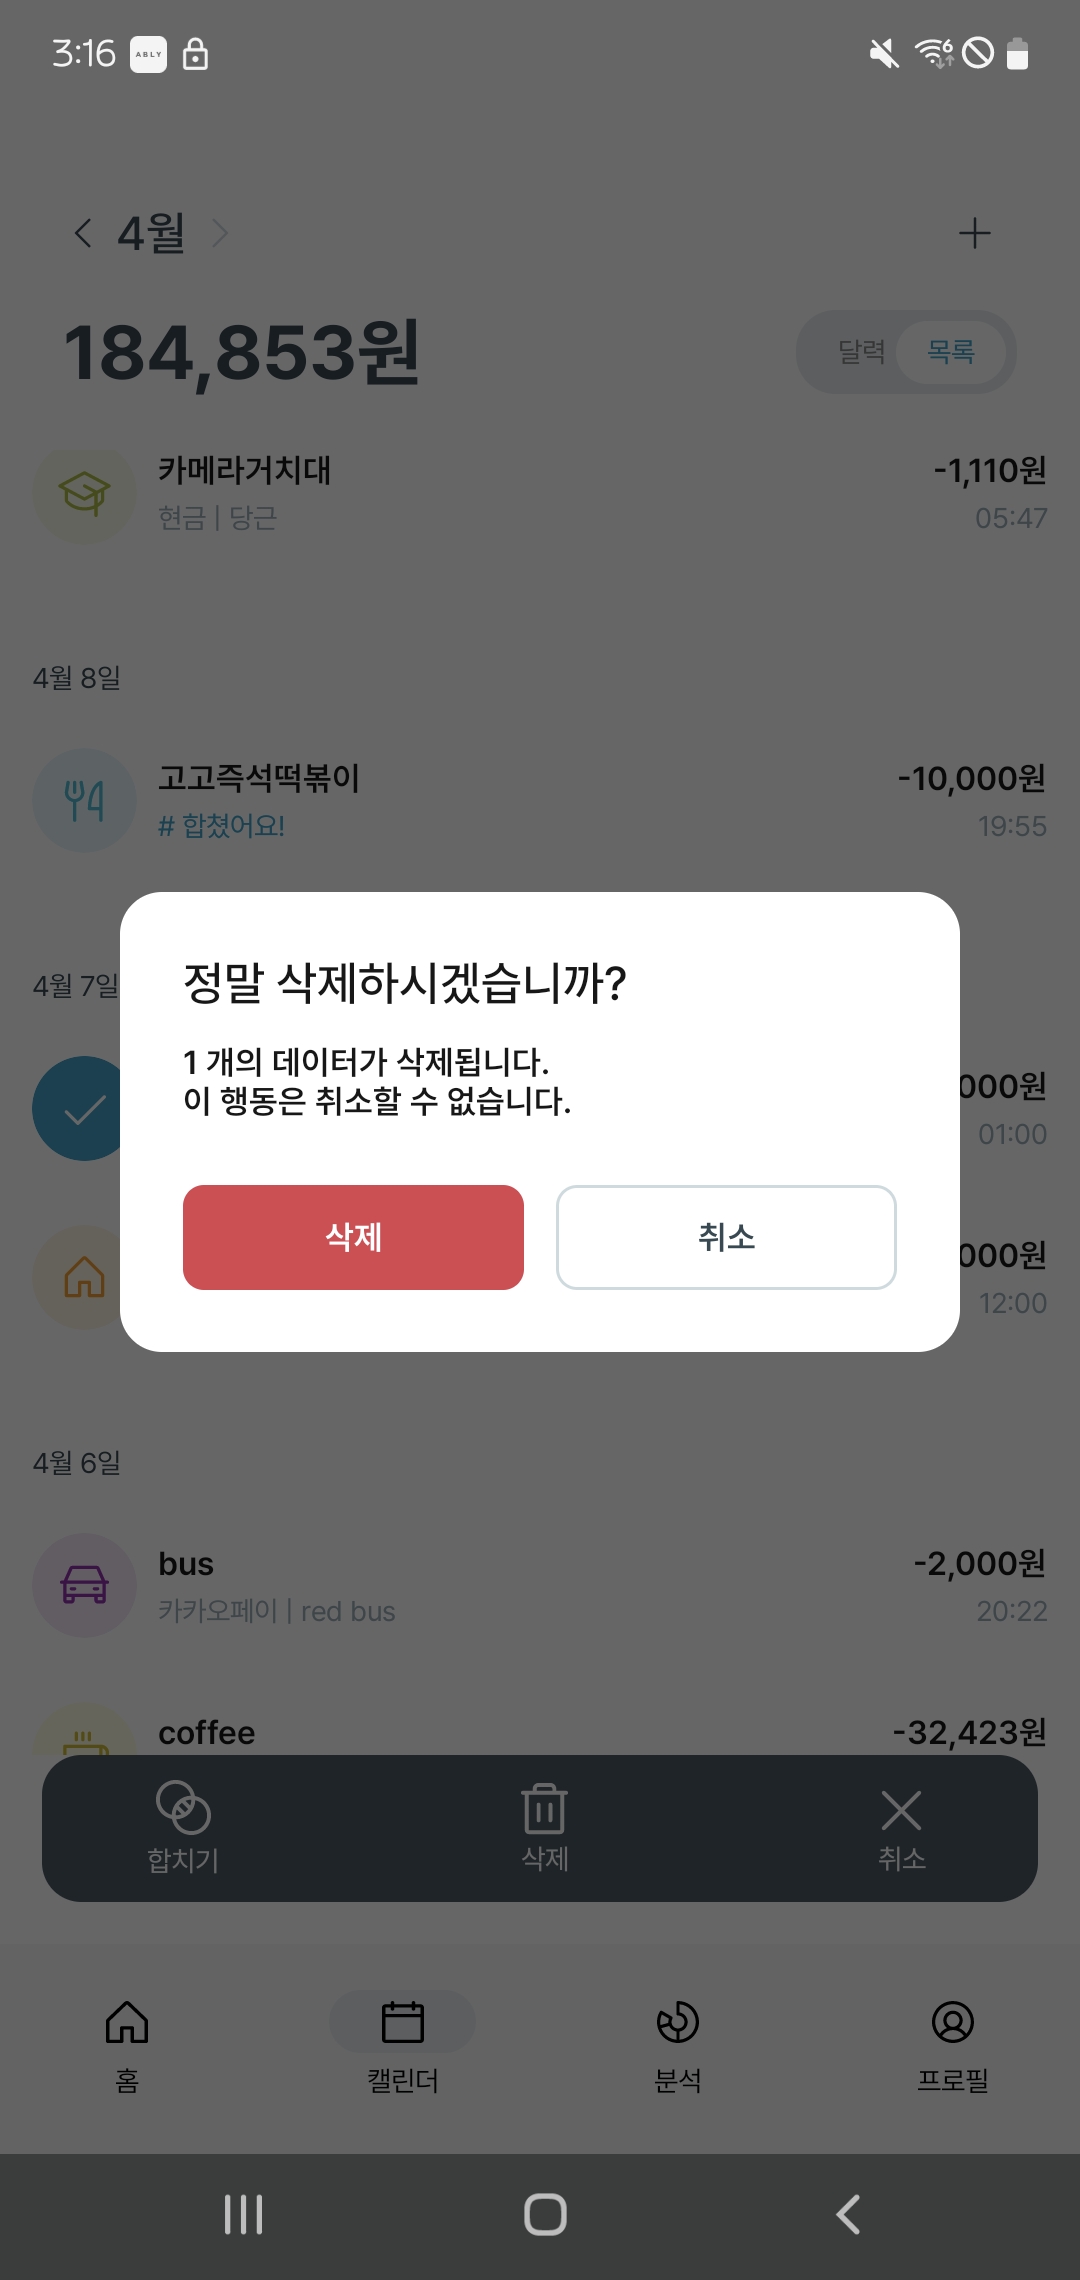 3:16 ABLY 6
4월
184,853원
달력 목록
카메라거치대 -1,110원
현금 | 당근 05:47
4월 8일
고고즉석떡볶이 -10,000원
# 합쳤어요! 19:55
4월 7일
000원
01:00
000원
12:00
정말 삭제하시겠습니까?
1 개의 데이터가 삭제됩니다.
이 행동은 취소할 수 없습니다.
삭제 취소
4월 6일
bus -2,000원
카카오페이 | red bus 20:22
coffee -32,423원
합치기 삭제 취소
홈 캘린더 분석 프로필